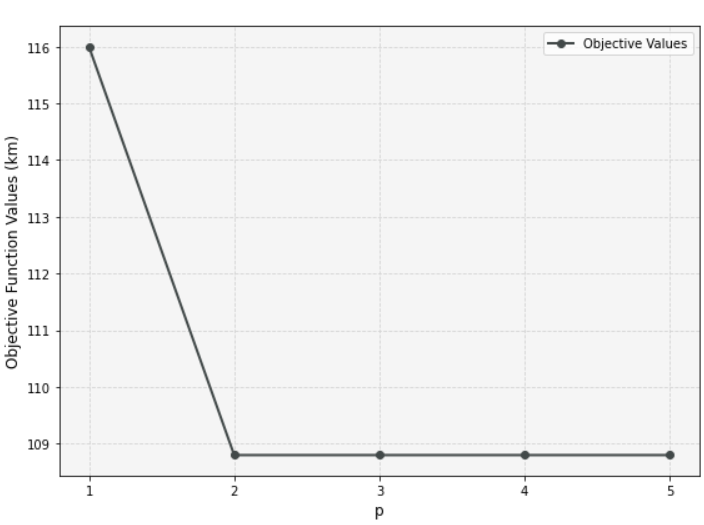 Objective Values
Objective Function Values (km)
116
115
114
113
112
111
110
109
1 2 3 4 5
p